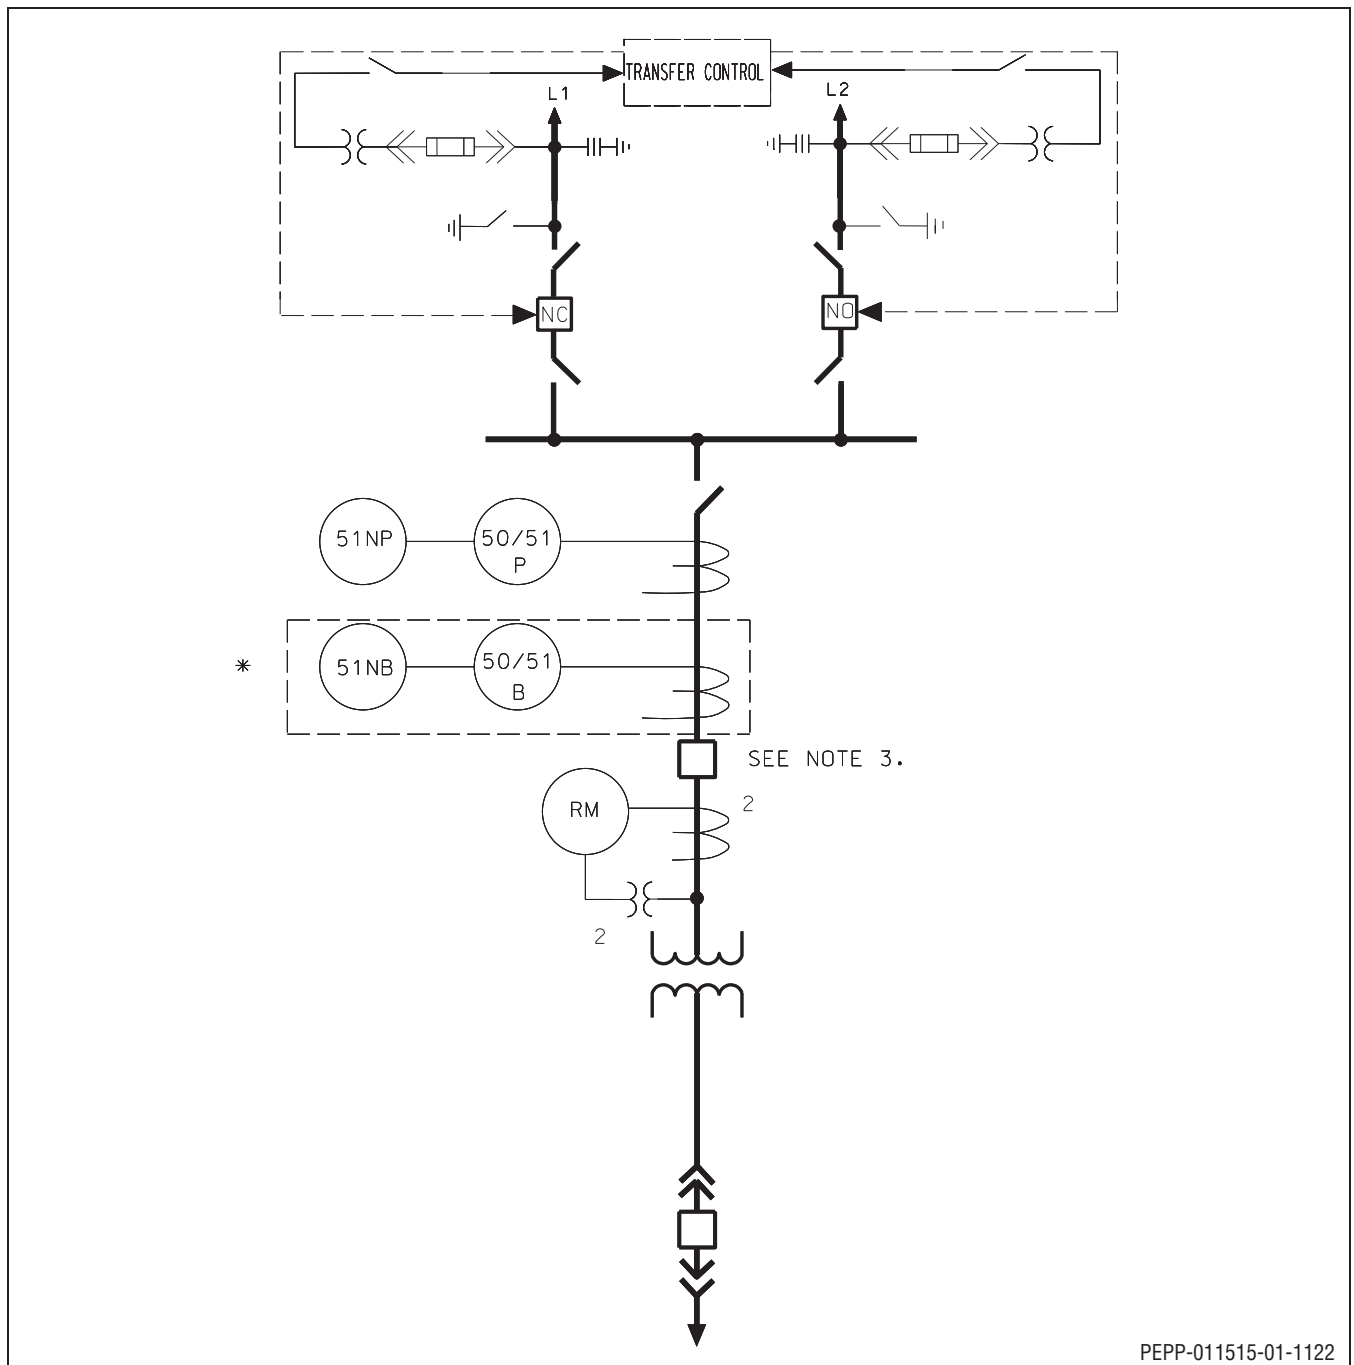 TRANSFER CONTROL
L1
L2
NC
NO
51NP
50/51
P
51NB
50/51
B
*
SEE NOTE 3.
RM
2
2
PEPP-011515-01-1122